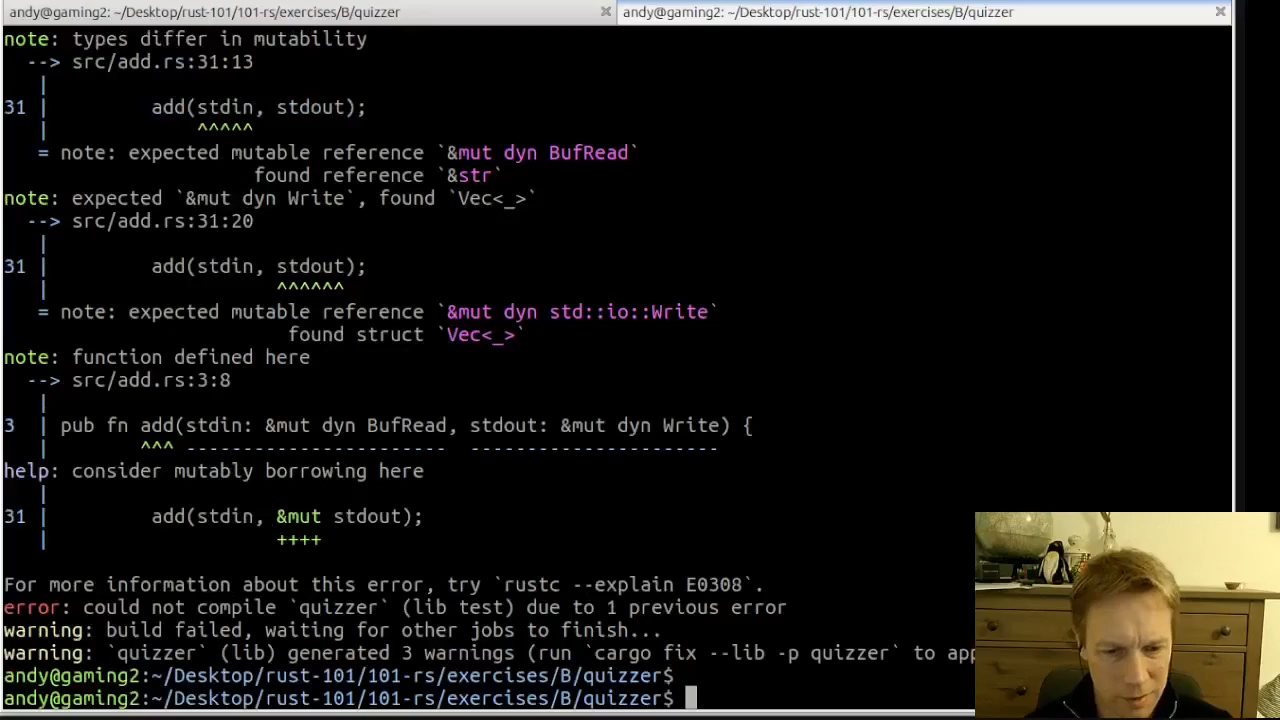 andy@gaming2: ~/Desktop/rust-101/101-rs/exercises/B/quizzer × andy@gaming2: ~/Desktop/rust-101/101-rs/exercises/B/quizzer ×
note: types differ in mutability
--> src/add.rs:31:13
|
31 | add(stdin, stdout);
| ^^^^^
= note: expected mutable reference `&mut dyn BufRead`
found reference `&str`
note: expected `&mut dyn Write`, found `Vec<_>`
--> src/add.rs:31:20
|
31 | add(stdin, stdout);
| ^^^^^^
= note: expected mutable reference `&mut dyn std::io::Write`
found struct `Vec<_>`
note: function defined here
--> src/add.rs:3:8
|
3 | pub fn add(stdin: &mut dyn BufRead, stdout: &mut dyn Write) {
| ^^^ ----------------------- ----------------------
help: consider mutably borrowing here
|
31 | add(stdin, &mut stdout);
| ++++
For more information about this error, try `rustc --explain E0308`.
error: could not compile `quizzer` (lib test) due to 1 previous error
warning: build failed, waiting for other jobs to finish...
warning: `quizzer` (lib) generated 3 warnings (run `cargo fix --lib -p quizzer` to app
andy@gaming2:~/Desktop/rust-101/101-rs/exercises/B/quizzer$
andy@gaming2:~/Desktop/rust-101/101-rs/exercises/B/quizzer$